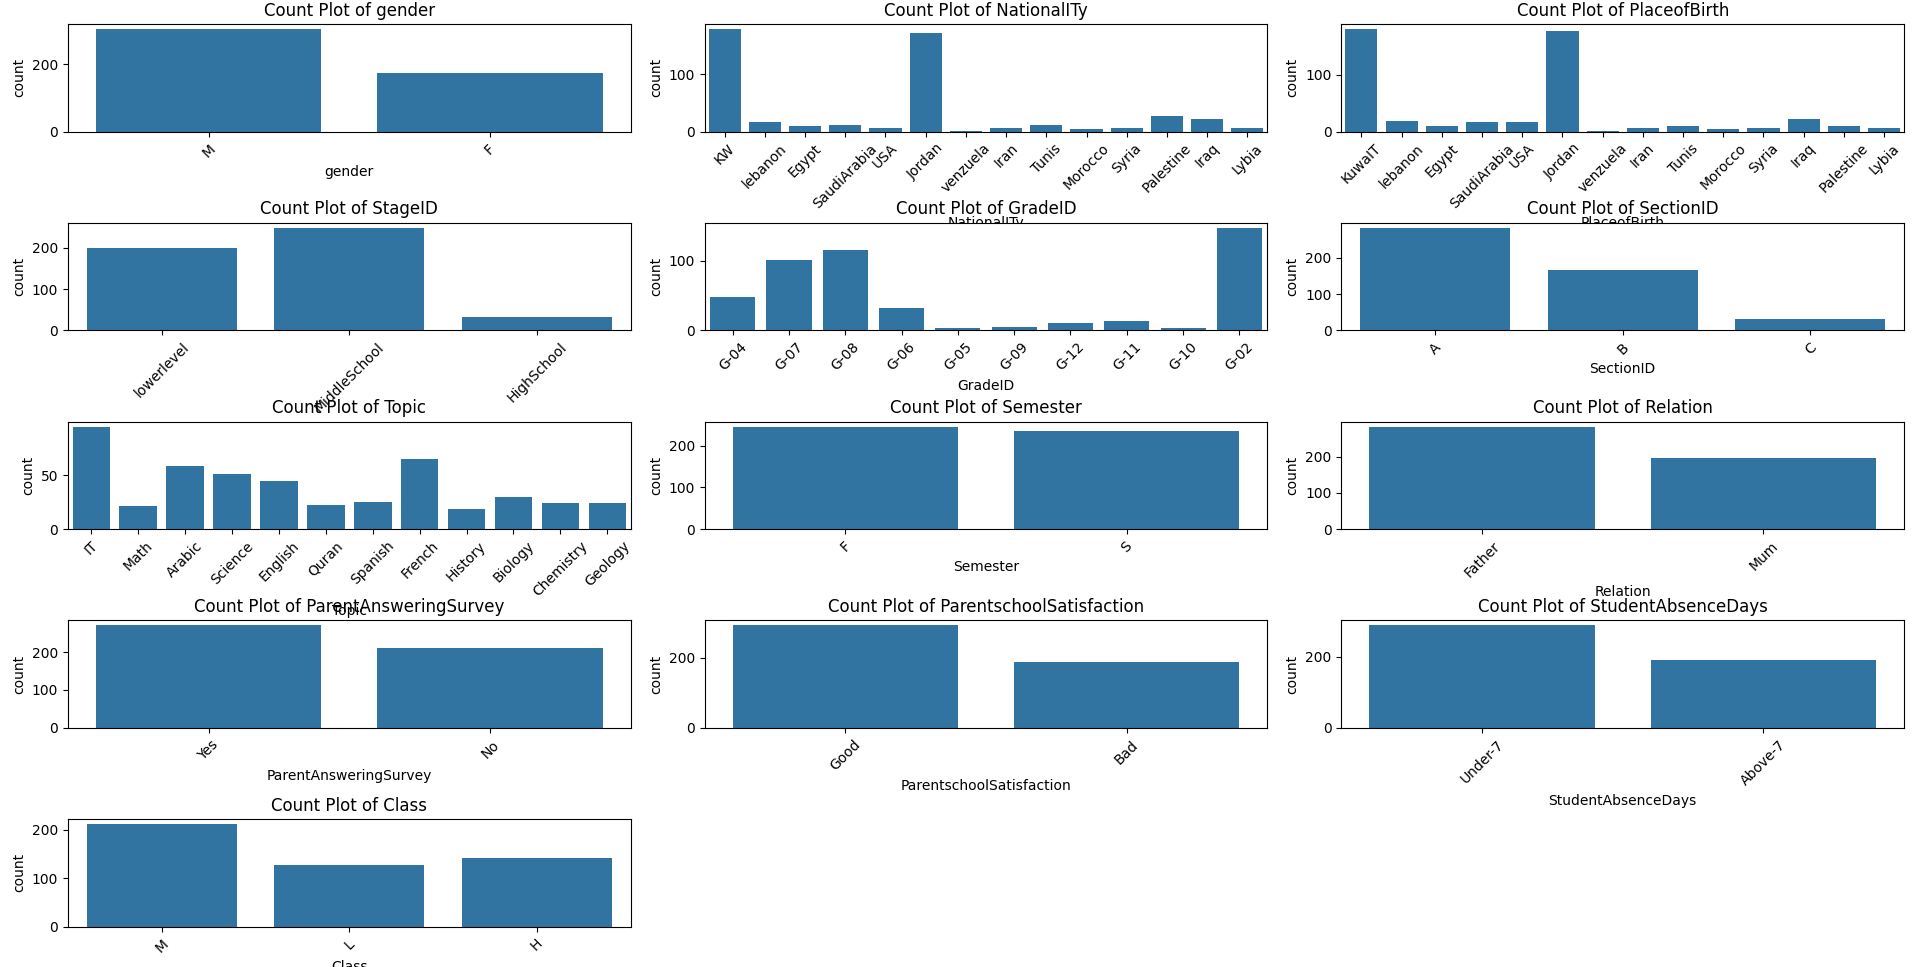 Count Plot of gender
count
200
0
M
F
gender
Count Plot of NationalITy
count
100
0
KW
lebanon
Egypt
SaudiArabia
USA
Jordan
venzuela
Iran
Tunis
Morocco
Syria
Palestine
Iraq
Lybia
NationalITy
Count Plot of PlaceofBirth
count
100
0
KuwaIT
lebanon
Egypt
SaudiArabia
USA
Jordan
venzuela
Iran
Tunis
Morocco
Syria
Iraq
Palestine
Lybia
PlaceofBirth
Count Plot of StageID
count
200
100
0
lowerlevel
MiddleSchool
HighSchool
Count Plot of GradeID
count
100
0
G-04
G-07
G-08
G-06
G-05
G-09
G-12
G-11
G-10
G-02
GradeID
Count Plot of SectionID
count
200
100
0
A
B
C
SectionID
Count Plot of Topic
count
50
0
IT
Math
Arabic
Science
English
Quran
Spanish
French
History
Biology
Chemistry
Geology
Topic
Count Plot of Semester
count
200
100
0
F
S
Semester
Count Plot of Relation
count
200
100
0
Father
Mum
Relation
Count Plot of ParentAnsweringSurvey
count
200
100
0
Yes
No
ParentAnsweringSurvey
Count Plot of ParentschoolSatisfaction
count
200
0
Good
Bad
ParentschoolSatisfaction
Count Plot of StudentAbsenceDays
count
200
0
Under-7
Above-7
StudentAbsenceDays
Count Plot of Class
count
200
100
0
M
L
H
Class